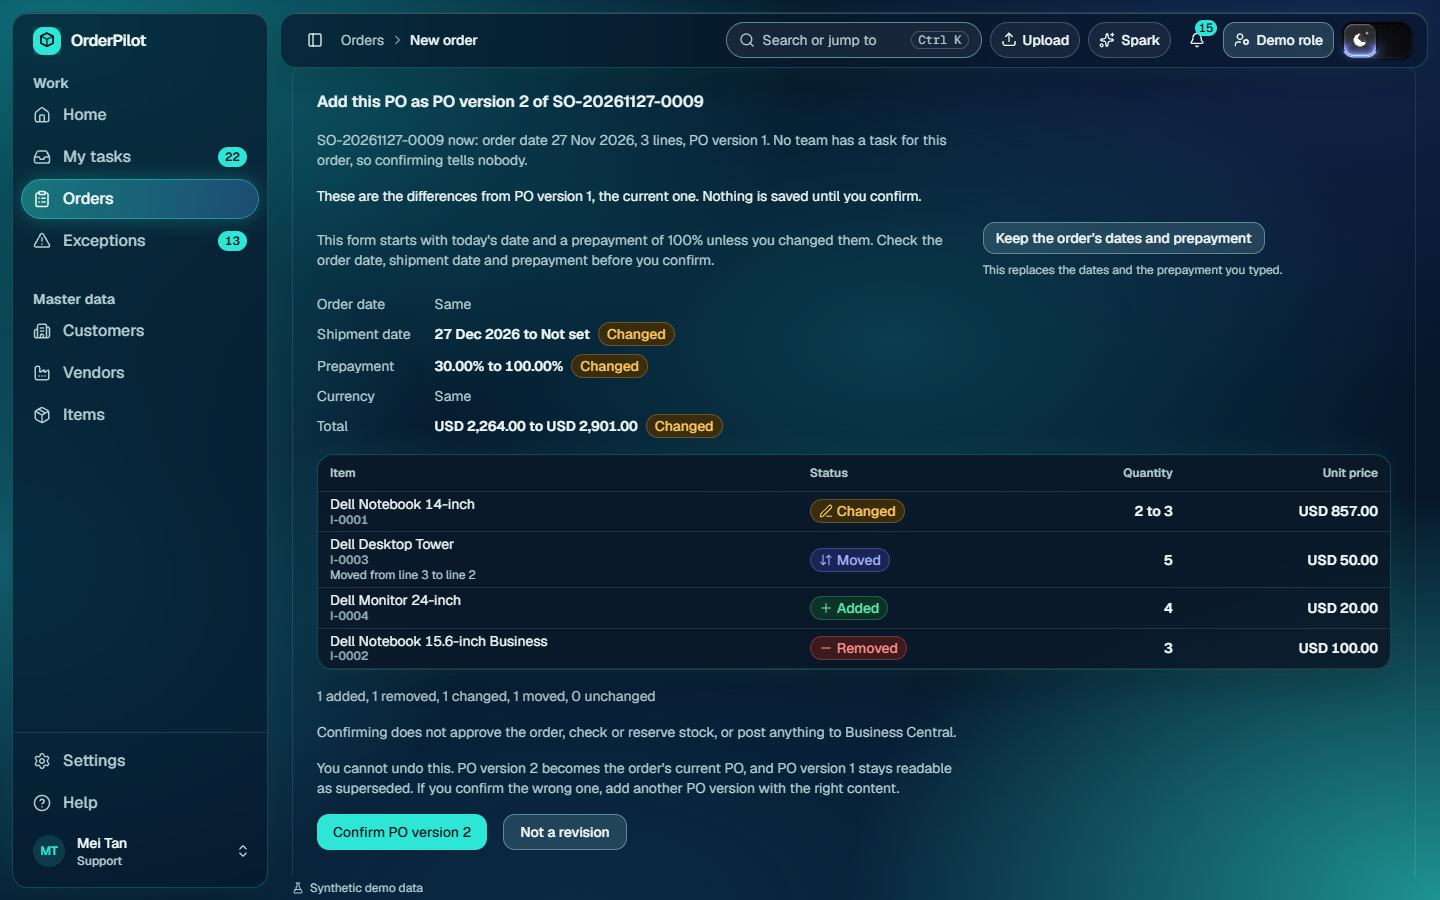 OrderPilot
Orders
New order
Search or jump to
Ctrl K
Upload
Spark
15
Demo role
Work
Home
My tasks
22
Orders
Exceptions
13
Master data
Customers
Vendors
Items
Settings
Help
MT
Mei Tan
Support
Add this PO as PO version 2 of SO-20261127-0009
SO-20261127-0009 now: order date 27 Nov 2026, 3 lines, PO version 1. No team has a task for this
order, so confirming tells nobody.
These are the differences from PO version 1, the current one. Nothing is saved until you confirm.
This form starts with today's date and a prepayment of 100% unless you changed them. Check the
order date, shipment date and prepayment before you confirm.
Keep the order's dates and prepayment
This replaces the dates and the prepayment you typed.
Order date Same
Shipment date 27 Dec 2026 to Not set Changed
Prepayment 30.00% to 100.00% Changed
Currency Same
Total USD 2,264.00 to USD 2,901.00 Changed
Item Status Quantity Unit price
Dell Notebook 14-inch
I-0001
Changed 2 to 3 USD 857.00
Dell Desktop Tower
I-0003
Moved from line 3 to line 2
Moved 5 USD 50.00
Dell Monitor 24-inch
I-0004
Added 4 USD 20.00
Dell Notebook 15.6-inch Business
I-0002
Removed 3 USD 100.00
1 added, 1 removed, 1 changed, 1 moved, 0 unchanged
Confirming does not approve the order, check or reserve stock, or post anything to Business Central.
You cannot undo this. PO version 2 becomes the order's current PO, and PO version 1 stays readable
as superseded. If you confirm the wrong one, add another PO version with the right content.
Confirm PO version 2
Not a revision
Synthetic demo data